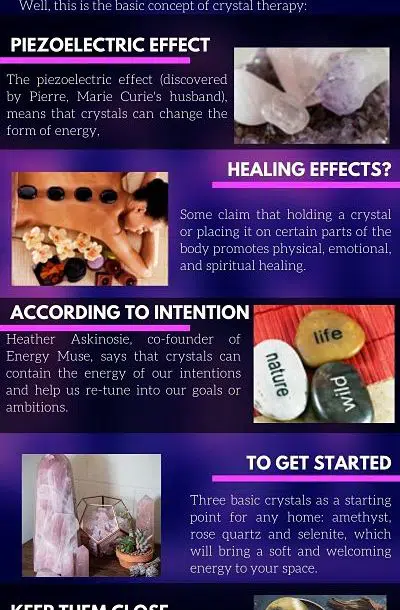 Well, this is the basic concept of crystal therapy:
PIEZOELECTRIC EFFECT
The piezoelectric effect (discovered
by Pierre, Marie Curie's husband),
means that crystals can change the
form of energy,
HEALING EFFECTS?
Some claim that holding a crystal
or placing it on certain parts of the
body promotes physical, emotional,
and spiritual healing.
ACCORDING TO INTENTION
Heather Askinosie, co-founder of
Energy Muse, says that crystals can
contain the energy of our intentions
and help us re-tune into our goals or
ambitions.
life
nature
wild
TO GET STARTED
Three basic crystals as a starting
point for any home: amethyst,
rose quartz and selenite, which
will bring a soft and welcoming
energy to your space.
KEEP THEM CLOSE